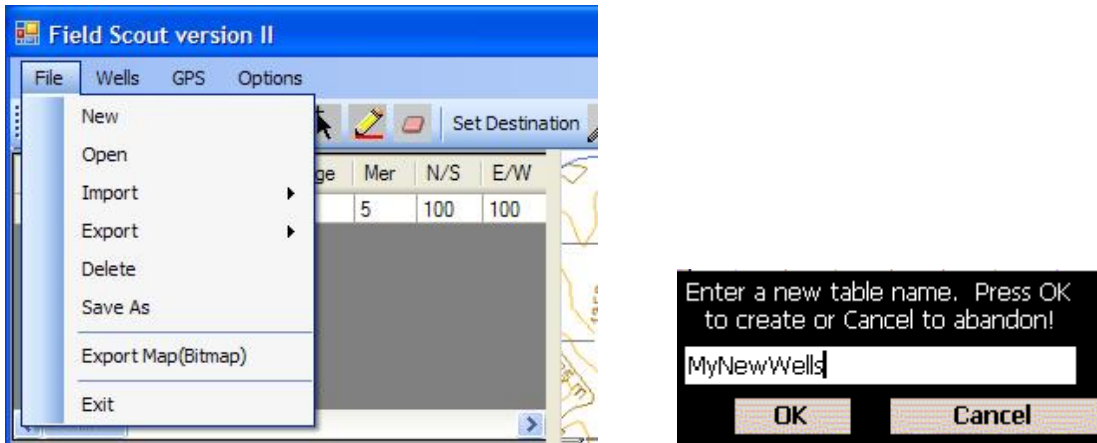 Field Scout version II
File Wells GPS Options
Set Destination
New
Open
Import
Export
Delete
Save As
Export Map(Bitmap)
Exit
ge Mer N/S E/W
5 100 100
Enter a new table name. Press OK
to create or Cancel to abandon!
MyNewWells
OK Cancel